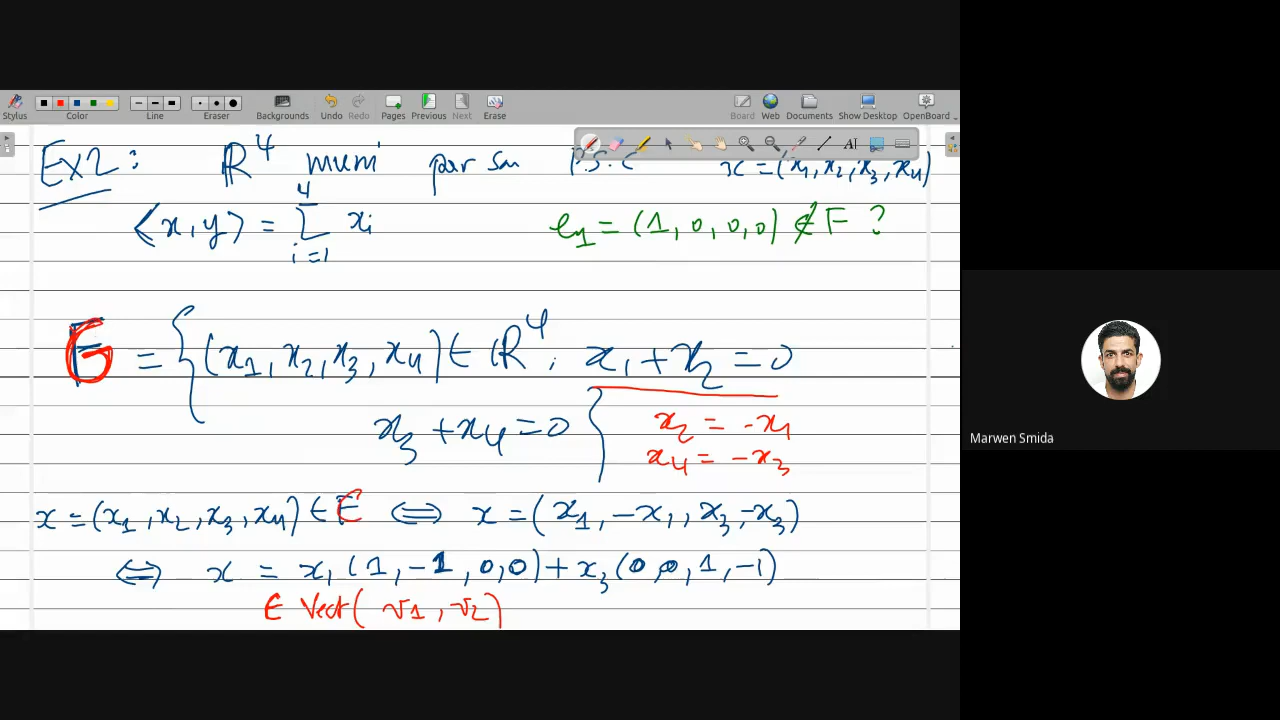 Stylus Color Line Eraser Backgrounds Undo Redo Pages Previous Next Erase Board Web Documents Show Desktop OpenBoard
EX2 : ℝ⁴ muni par son P.S.C x = (x₁, x₂, x₃, x₄)
⟨x, y⟩ = Σ_{i=1}^{4} xᵢ e₁ = (1, 0, 0, 0) ∉ F ?
G = { (x₁, x₂, x₃, x₄) ∈ ℝ⁴ ; x₁ + x₂ = 0
x₃ + x₄ = 0 }
x₂ = -x₁
x₄ = -x₃
x = (x₁, x₂, x₃, x₄) ∈ ⟺ x = (x₁, -x₁, x₃, -x₃)
⟺ x = x₁ (1, -1, 0, 0) + x₃ (0, 0, 1, -1)
∈ Vect( v1, v2)
Marwen Smida